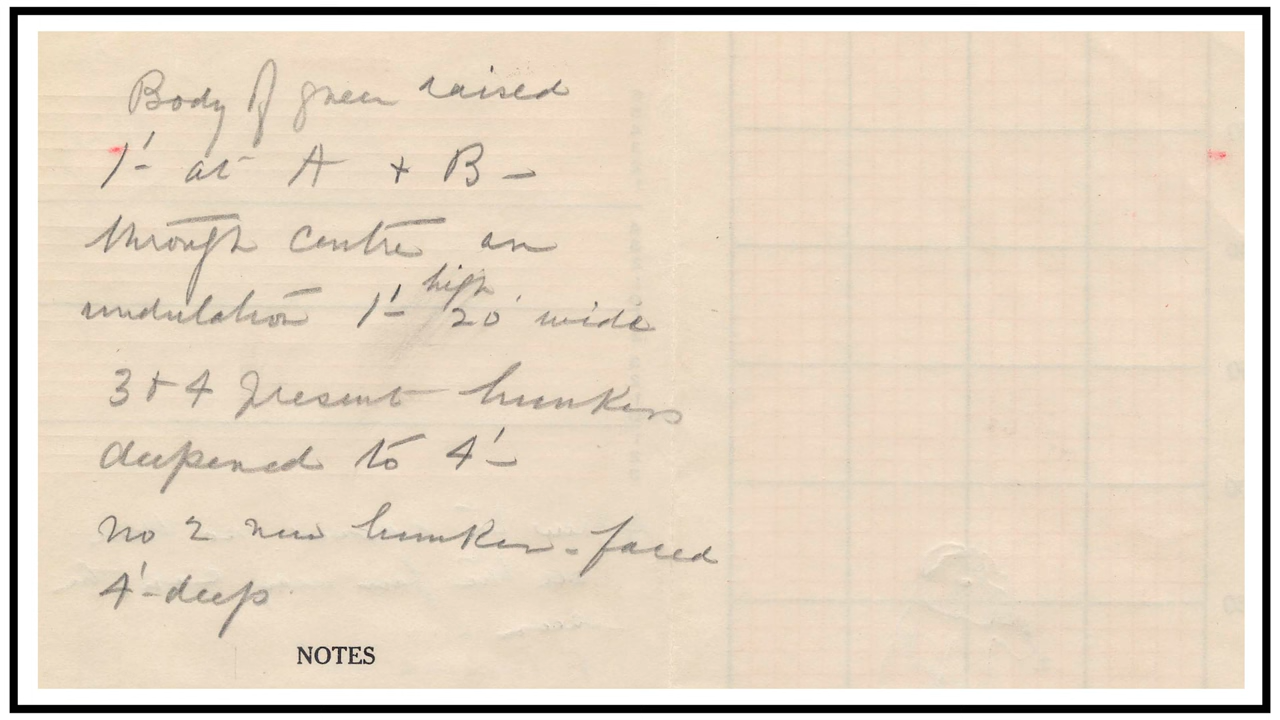 Body of green raised
1'- at A + B -
through centre an
undulation 1'- high 20' wide
3 + 4 present bunkers
deepened to 4'-
no 2 new bunker - faced
4'-deep
NOTES